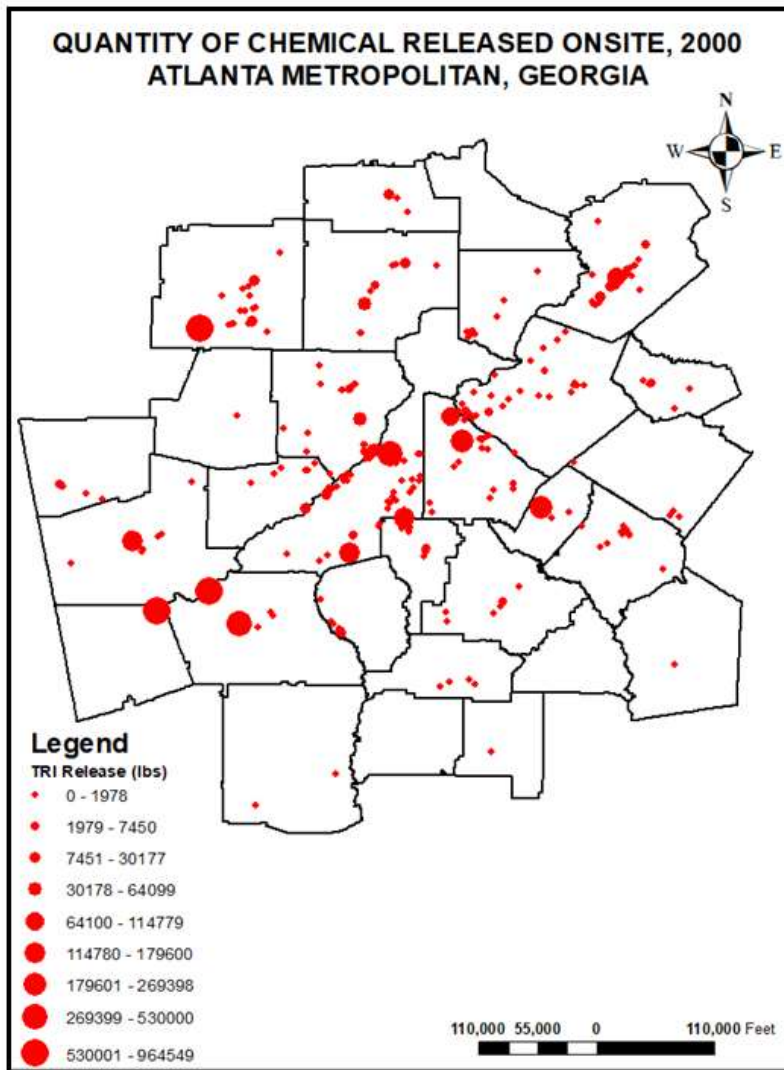 QUANTITY OF CHEMICAL RELEASED ONSITE, 2000
ATLANTA METROPOLITAN, GEORGIA
N
W E
S
Legend
TRI Release (lbs)
0 - 1978
1979 - 7450
7451 - 30177
30178 - 64099
64100 - 114779
114780 - 179600
179601 - 269398
269399 - 530000
530001 - 964549
110,000 55,000 0 110,000 Feet